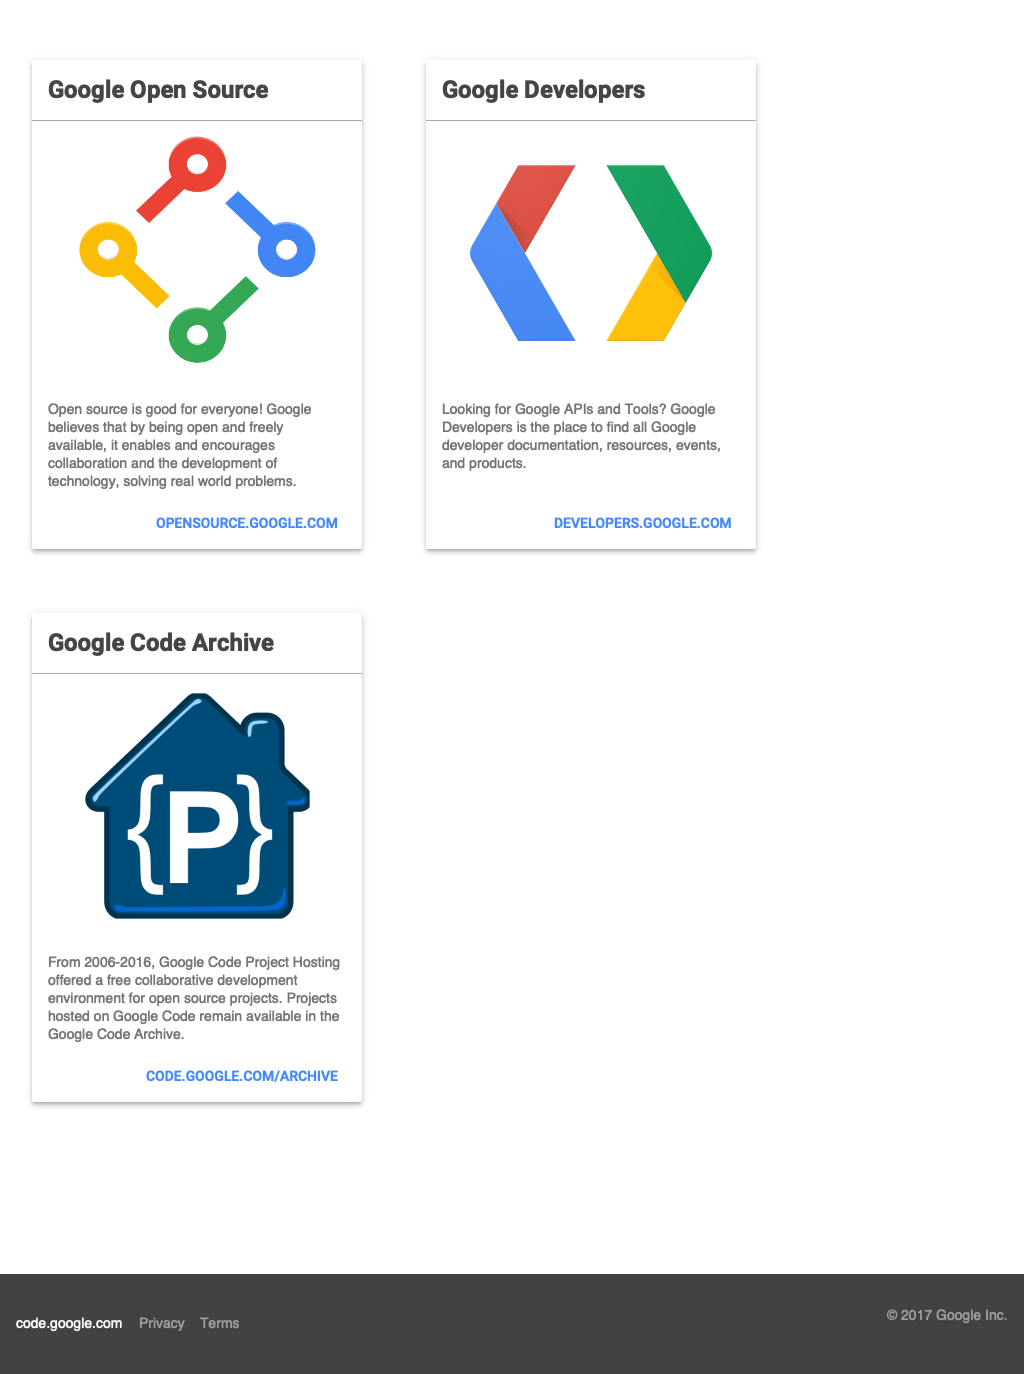 Google Open Source
Open source is good for everyone! Google
believes that by being open and freely
available, it enables and encourages
collaboration and the development of
technology, solving real world problems.
OPENSOURCE.GOOGLE.COM
Google Developers
Looking for Google APIs and Tools? Google
Developers is the place to find all Google
developer documentation, resources, events,
and products.
DEVELOPERS.GOOGLE.COM
Google Code Archive
{P}
From 2006-2016, Google Code Project Hosting
offered a free collaborative development
environment for open source projects. Projects
hosted on Google Code remain available in the
Google Code Archive.
CODE.GOOGLE.COM/ARCHIVE
code.google.com Privacy Terms
© 2017 Google Inc.